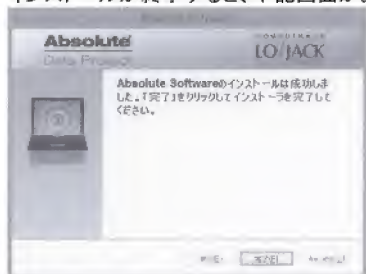 インストールが終了すると、下記画面が
Absolute
COMPUTRACE
Data Protect
LO/JACK
Absolute Softwareのインストールは成功しま
した。「完了」をクリックしてインストーラを完了して
ください。